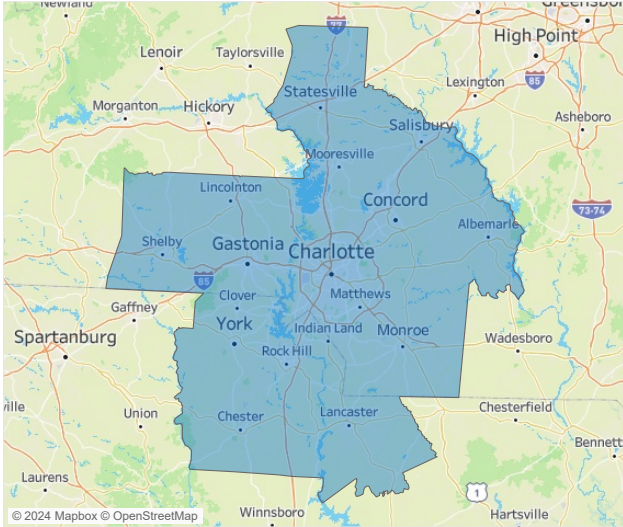 Newland
Greensboro
77
High Point
Lenoir
Taylorsville
85
Lexington
Statesville
Morganton
Hickory
Asheboro
Salisbury
Mooresville
Lincolnton
Concord
73-74
Albemarle
Shelby
Gastonia
Charlotte
85
Clover
Matthews
Gaffney
York
Indian Land
Monroe
Spartanburg
Wadesboro
Rock Hill
ville
Union
Chester
Lancaster
Chesterfield
Bennett
Laurens
1
Winnsboro
Hartsville
© 2024 Mapbox © OpenStreetMap